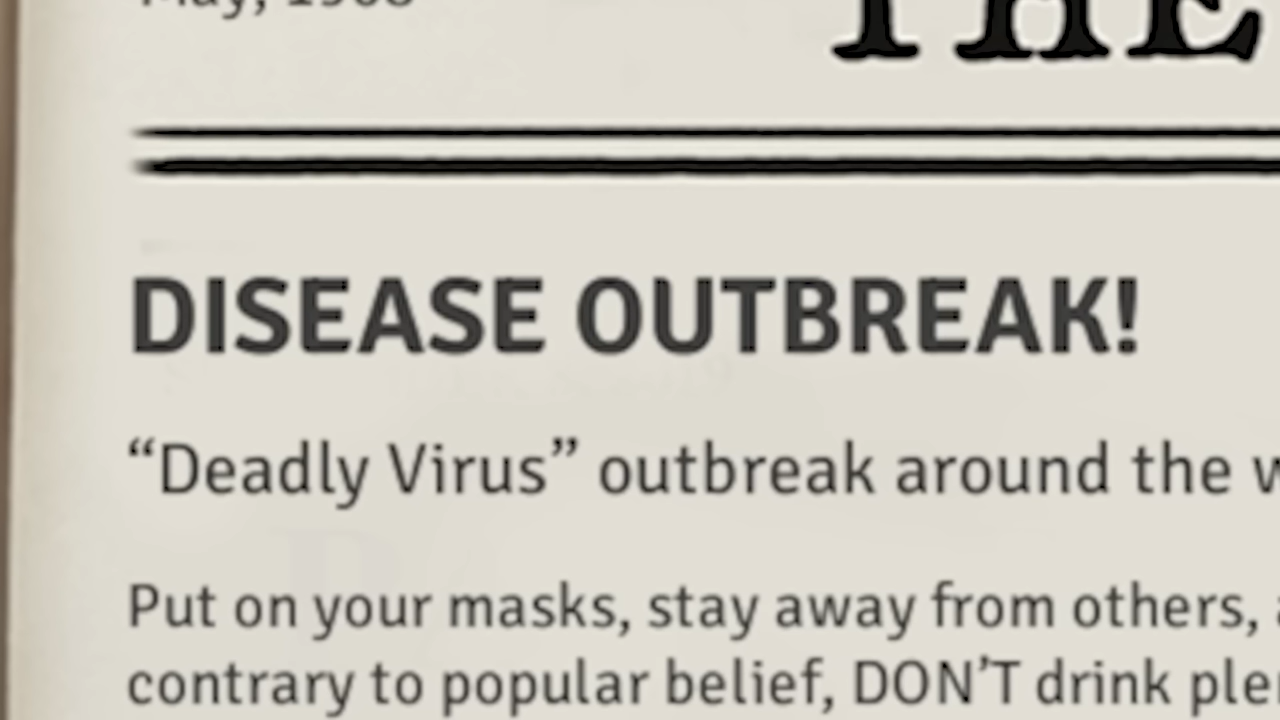 May, 1968
THE
DISEASE OUTBREAK!
“Deadly Virus” outbreak around the
Put on your masks, stay away from others,
contrary to popular belief, DON’T drink